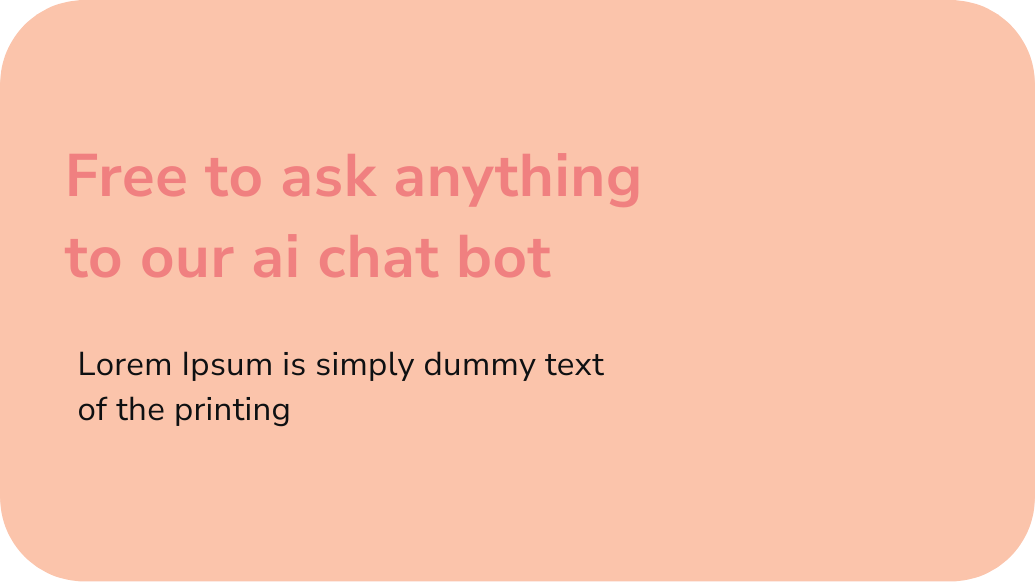 Free to ask anything
to our ai chat bot
Lorem Ipsum is simply dummy text
of the printing